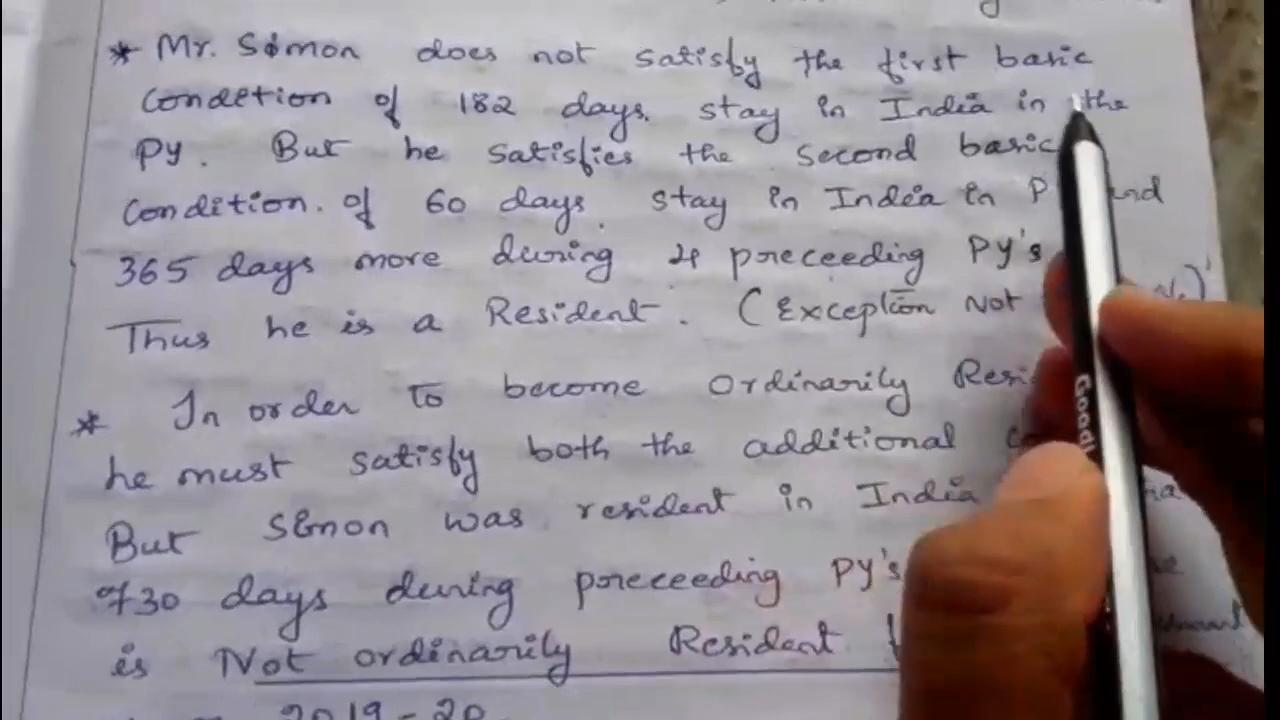 * Mr. Simon does not satisfy the first basic
Condition of 182 days. stay in India in the
PY. But he satisfies the second basic
Condition. of 60 days stay in India in P
365 days more during 4 preceeding PY's
Thus he is a Resident. (Exception Not
* In order to become Ordinarily Resi
he must satisfy both the additional
But Simon was resident in India
730 days during preceeding PY's
is Not ordinarily Resident
2019-20
Goodl